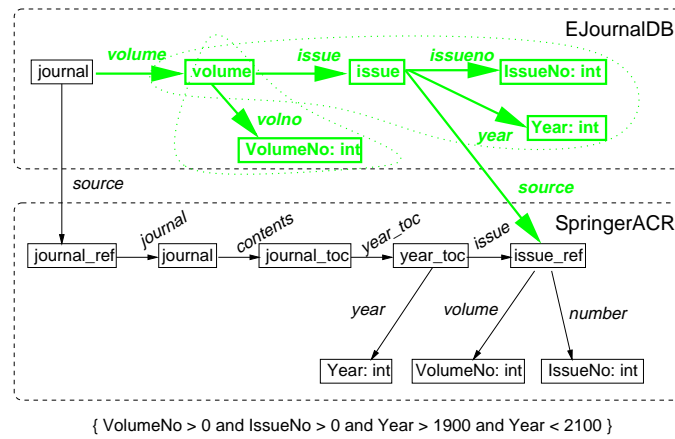 EJournalDB
volume
issue
issueno
journal
volume
issue
IssueNo: int
volno
year
Year: int
VolumeNo: int
source
source
SpringerACR
journal
contents
year_toc
issue
journal_ref
journal
journal_toc
year_toc
issue_ref
year
volume
number
Year: int
VolumeNo: int
IssueNo: int
{ VolumeNo > 0 and IssueNo > 0 and Year > 1900 and Year < 2100 }